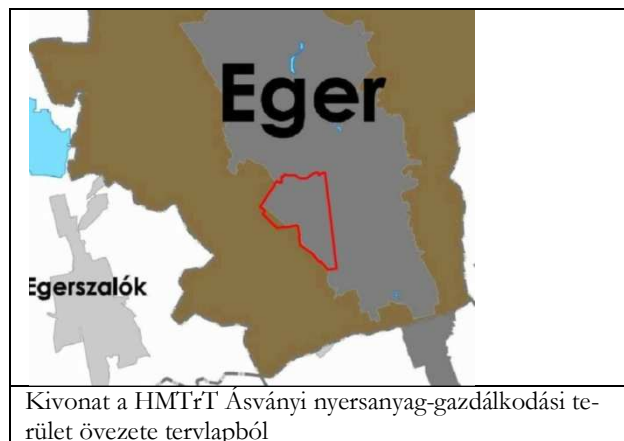 Eger
Egerszalók
Kivonat a HMTrT Ásványi nyersanyag-gazdálkodási te-
rület övezete tervlapból